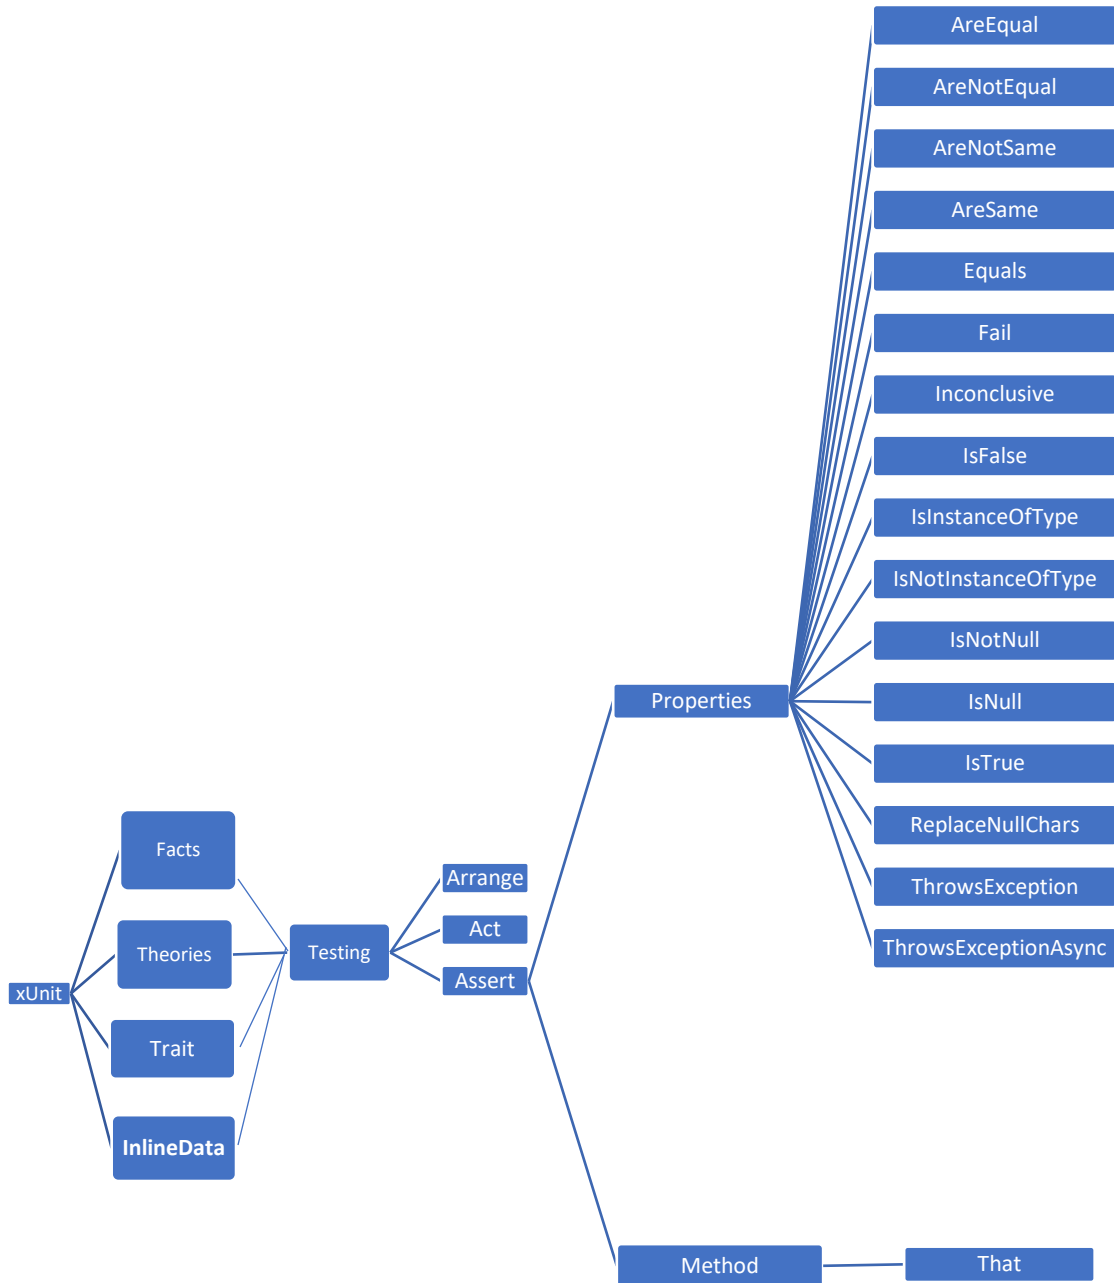 xUnit
Facts
Theories
Trait
InlineData
Testing
Arrange
Act
Assert
Properties
AreEqual
AreNotEqual
AreNotSame
AreSame
Equals
Fail
Inconclusive
IsFalse
IsInstanceOfType
IsNotInstanceOfType
IsNotNull
IsNull
IsTrue
ReplaceNullChars
ThrowsException
ThrowsExceptionAsync
Method
That